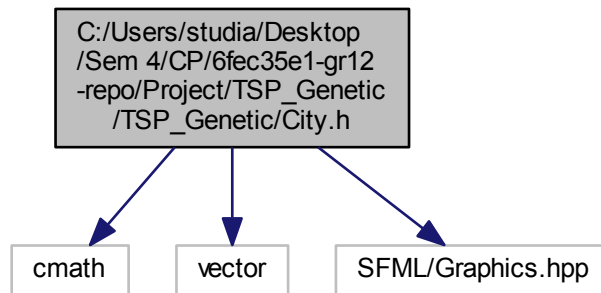 C:/Users/studia/Desktop
/Sem 4/CP/6fec35e1-gr12
-repo/Project/TSP_Genetic
/TSP_Genetic/City.h
cmath
vector
SFML/Graphics.hpp